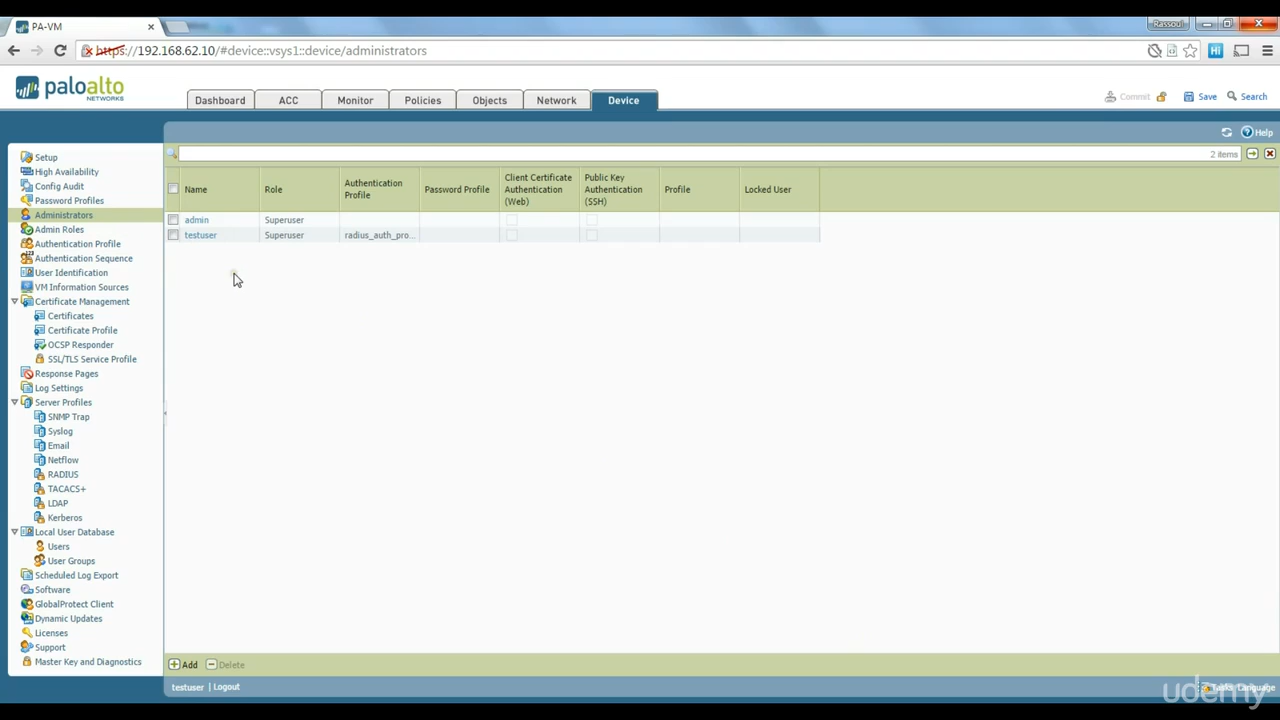 PA-VM
Rassoul
https://192.168.62.10/#device::vsys1::device/administrators
paloalto
NETWORKS
Dashboard
ACC
Monitor
Policies
Objects
Network
Device
Commit
Save
Search
Help
2 items
Setup
High Availability
Config Audit
Password Profiles
Administrators
Admin Roles
Authentication Profile
Authentication Sequence
User Identification
VM Information Sources
Certificate Management
Certificates
Certificate Profile
OCSP Responder
SSL/TLS Service Profile
Response Pages
Log Settings
Server Profiles
SNMP Trap
Syslog
Email
Netflow
RADIUS
TACACS+
LDAP
Kerberos
Local User Database
Users
User Groups
Scheduled Log Export
Software
GlobalProtect Client
Dynamic Updates
Licenses
Support
Master Key and Diagnostics
Name
Role
Authentication
Profile
Password Profile
Client Certificate
Authentication
(Web)
Public Key
Authentication
(SSH)
Profile
Locked User
admin
Superuser
testuser
Superuser
radius_auth_pro...
Add
Delete
testuser | Logout
Tasks
Language
udemy